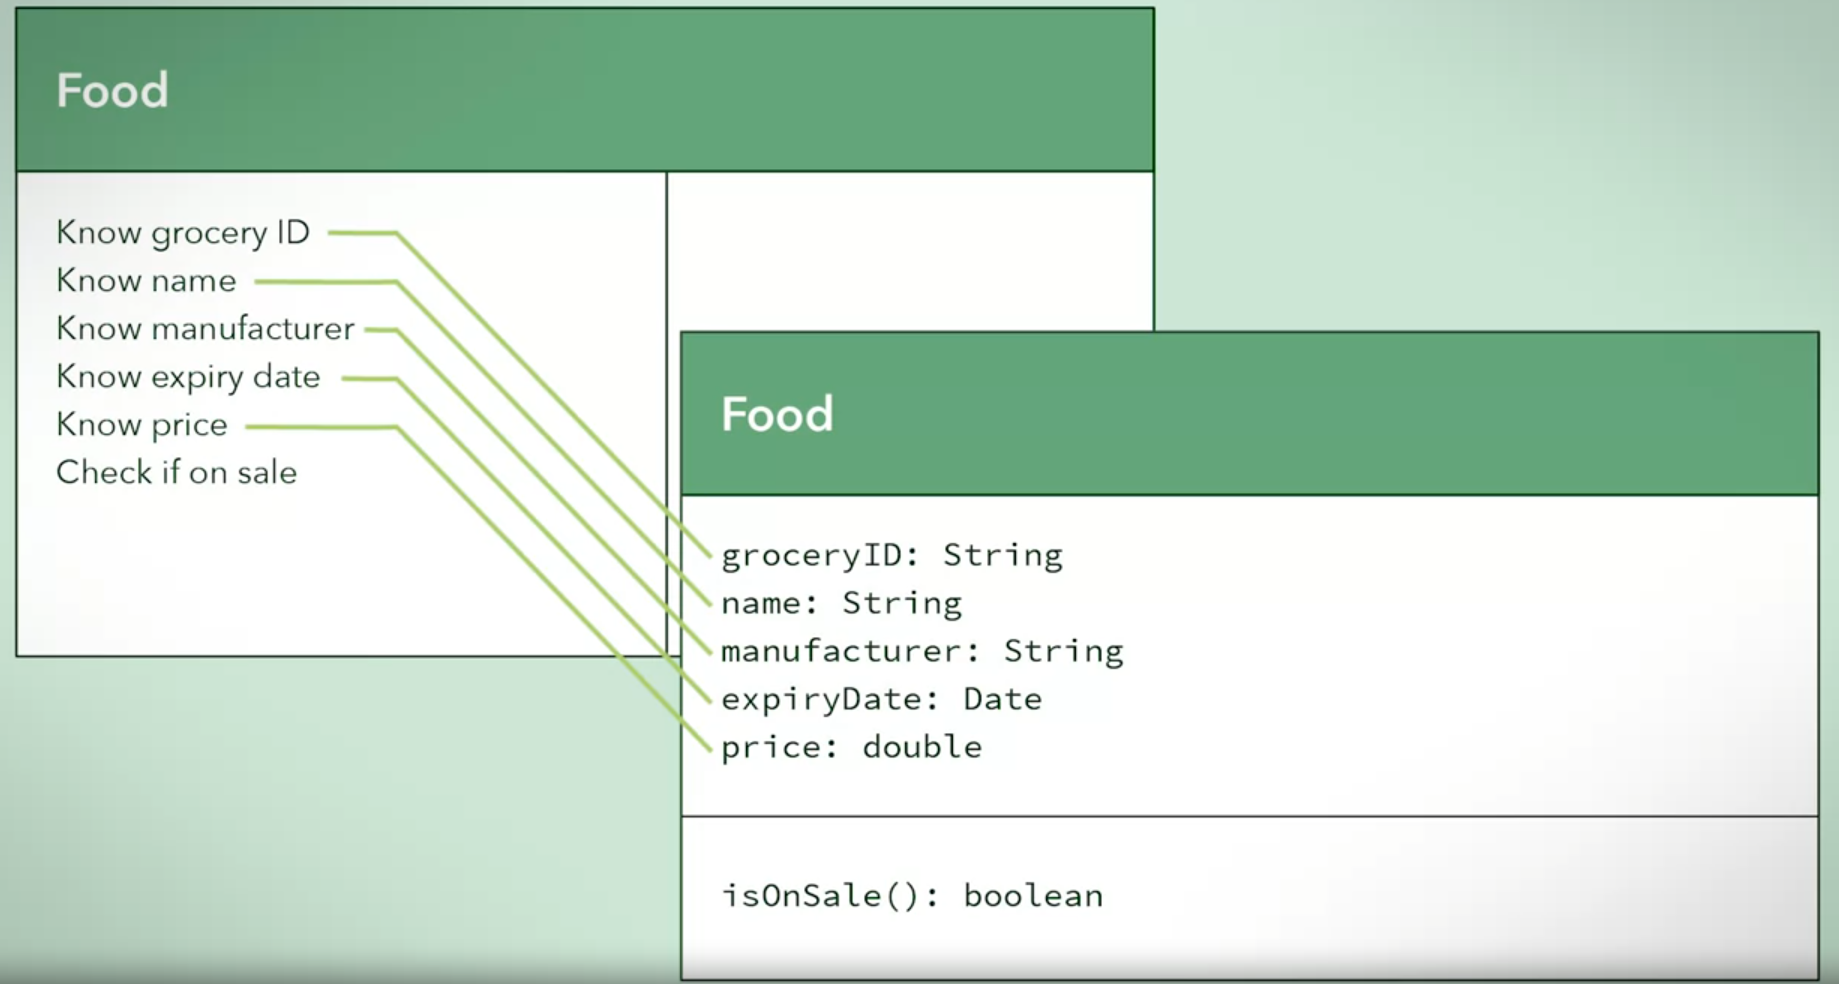 Food
Know grocery ID
Know name
Know manufacturer
Know expiry date
Know price
Check if on sale
Food
groceryID: String
name: String
manufacturer: String
expiryDate: Date
price: double
isOnSale(): boolean